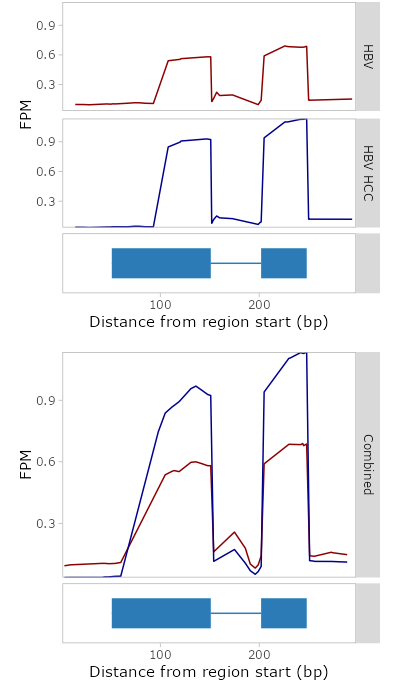 0.9
0.6
0.3
HBV
FPM
0.9
0.6
0.3
HBV HCC
100 200
Distance from region start (bp)
0.9
0.6
0.3
FPM
Combined
100 200
Distance from region start (bp)